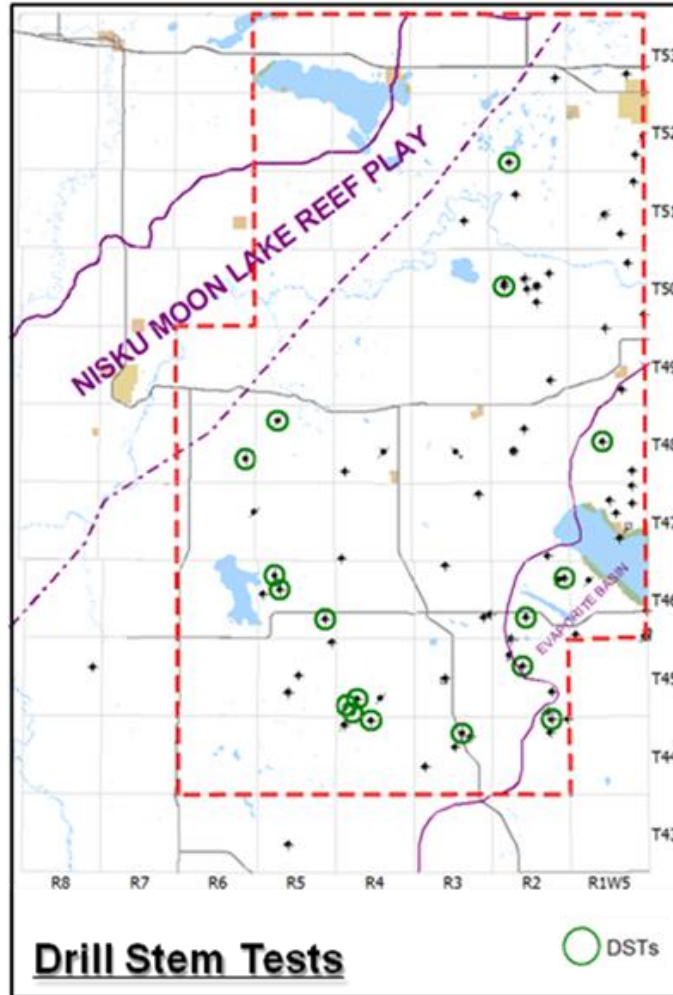 T53
T52
T51
NISKU MOON LAKE REEF PLAY
T50
T49
T48
T47
T46
EVAPORITE BASIN
T45
T44
T43
R8 R7 R6 R5 R4 R3 R2 R1W5
Drill Stem Tests
DSTs